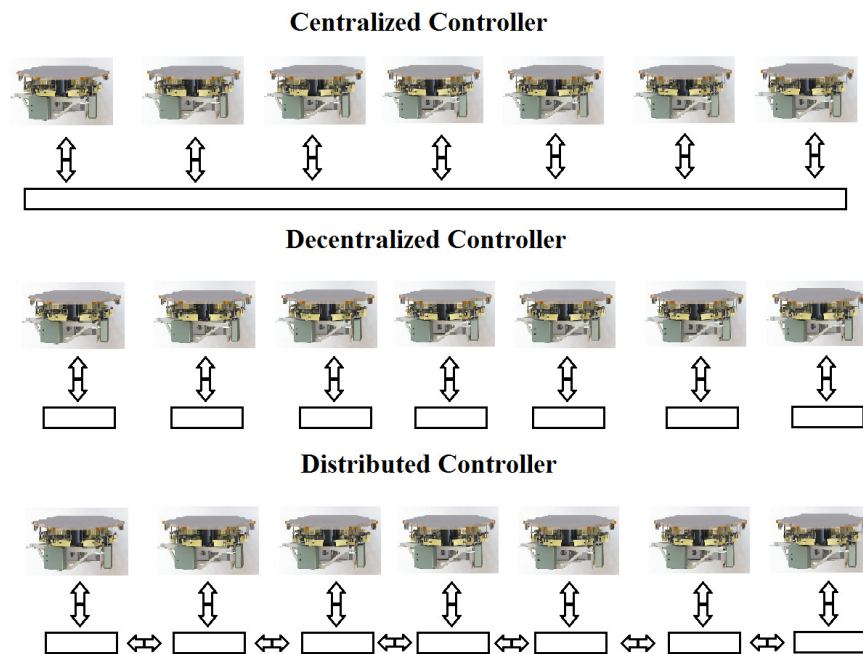 Centralized Controller
Decentralized Controller
Distributed Controller